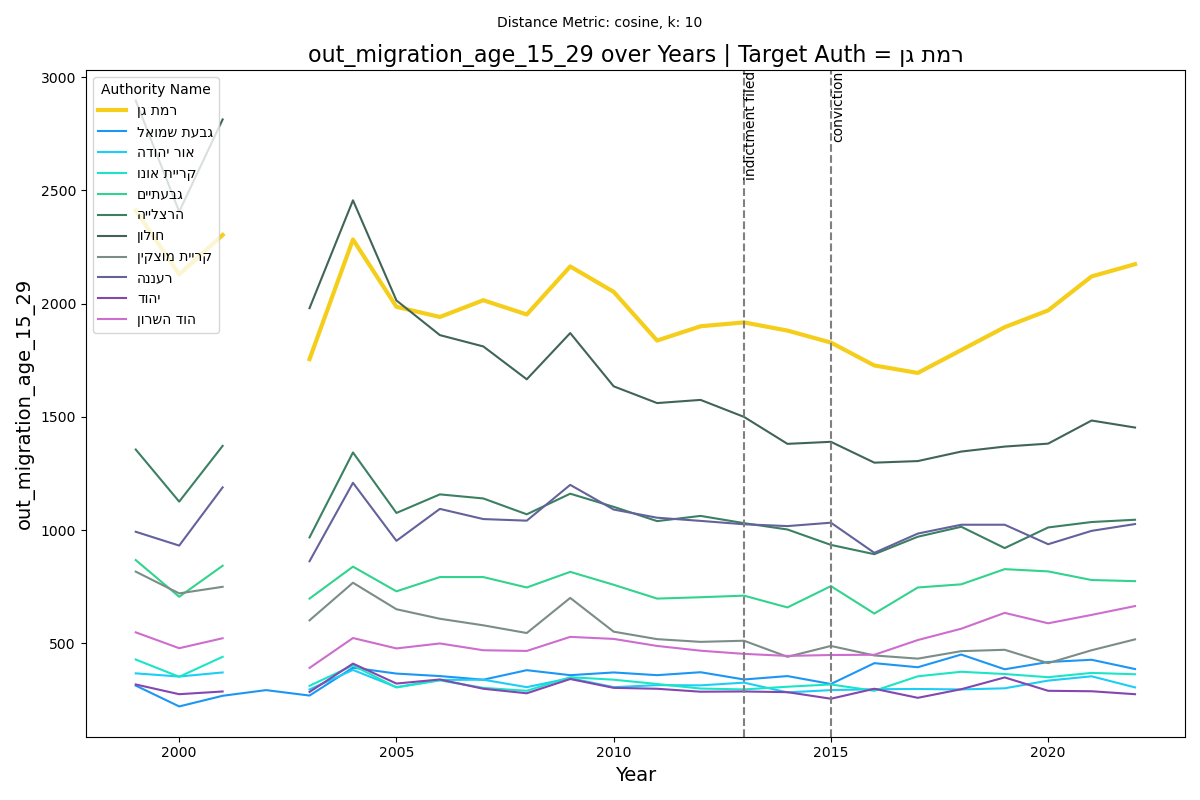 Distance Metric: cosine, k: 10
out_migration_age_15_29 over Years | Target Auth = רמת גן
3000
2500
2000
1500
1000
500
out_migration_age_15_29
Authority Name
רמת גן
גבעת שמואל
אור יהודה
קריית אונו
גבעתיים
הרצלייה
חולון
קריית מוצקין
רעננה
יהוד
הוד השרון
indictment filed
conviction
2000
2005
2010
2015
2020
Year